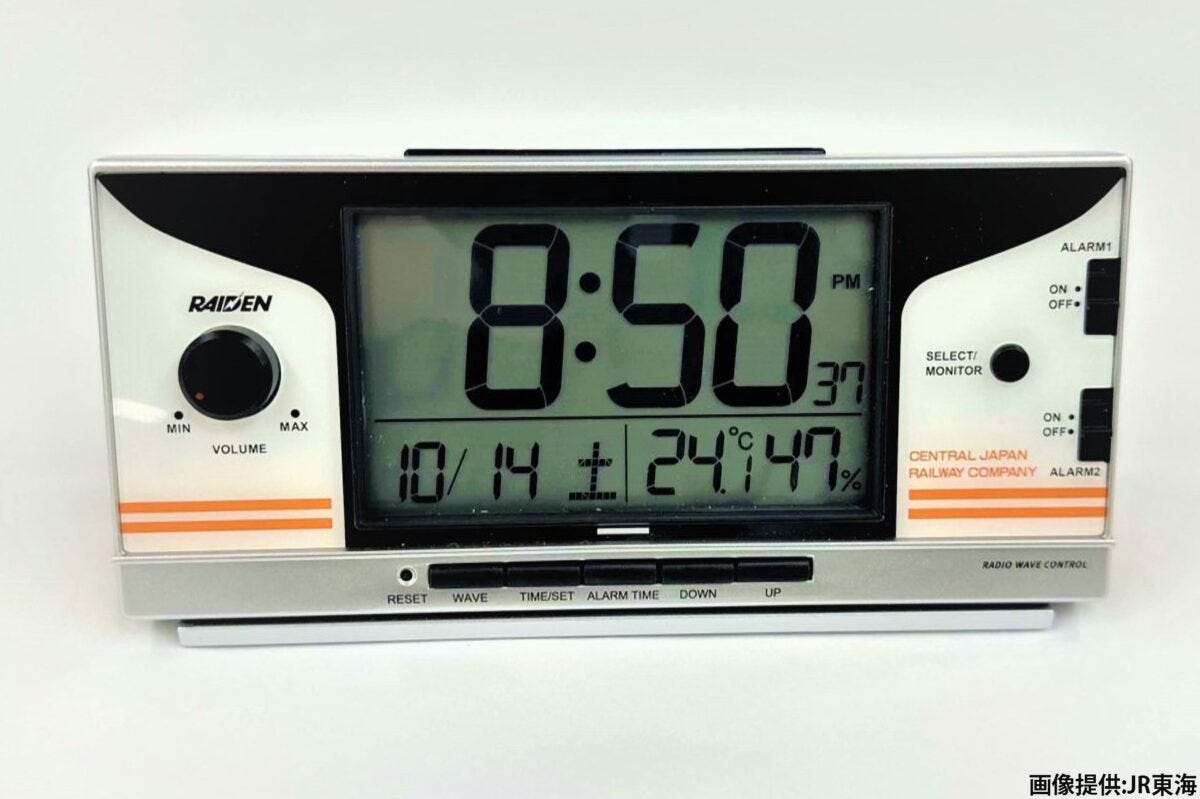 RAIDEN
MIN
MAX
VOLUME
8:50
PM
37
10/14 土
24.1℃ 47%
ALARM1
ON
OFF
SELECT/
MONITOR
ON
OFF
CENTRAL JAPAN
RAILWAY COMPANY
ALARM2
RADIO WAVE CONTROL
RESET WAVE TIME/SET ALARM TIME DOWN UP
画像提供:JR東海